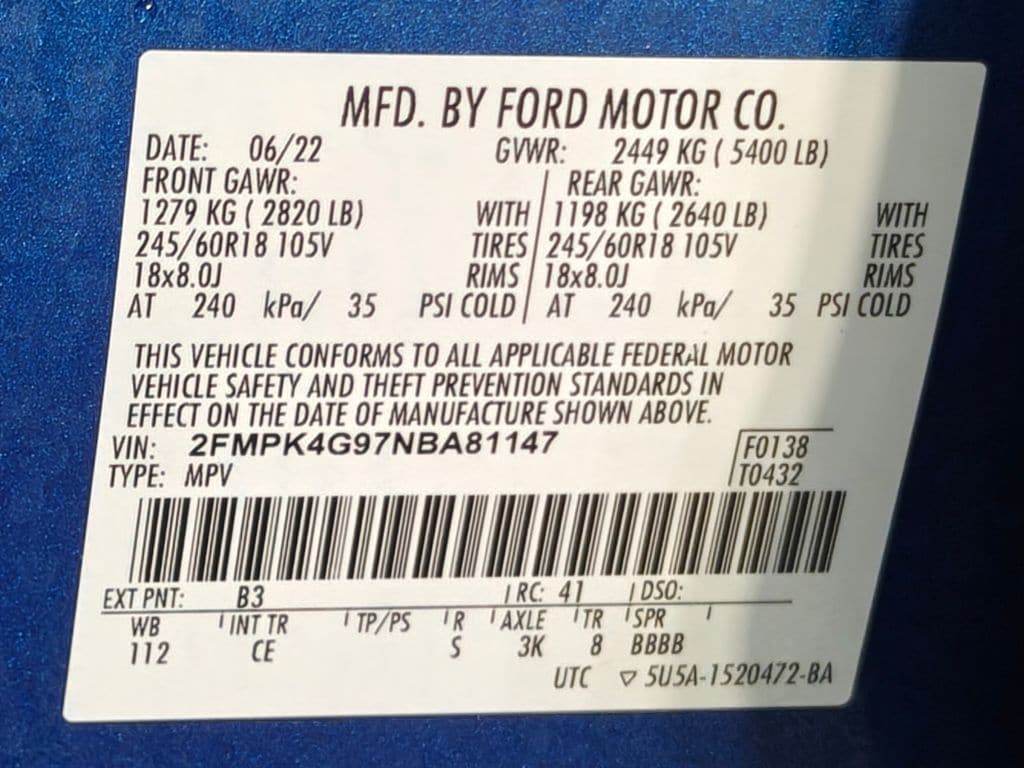 MFD. BY FORD MOTOR CO.
DATE: 06/22 GVWR: 2449 KG ( 5400 LB)
FRONT GAWR: REAR GAWR:
1279 KG ( 2820 LB) WITH 1198 KG ( 2640 LB) WITH
245/60R18 105V TIRES 245/60R18 105V TIRES
18x8.0J RIMS 18x8.0J RIMS
AT 240 kPa/ 35 PSI COLD AT 240 kPa/ 35 PSI COLD
THIS VEHICLE CONFORMS TO ALL APPLICABLE FEDERAL MOTOR
VEHICLE SAFETY AND THEFT PREVENTION STANDARDS IN
EFFECT ON THE DATE OF MANUFACTURE SHOWN ABOVE.
VIN: 2FMPK4G97NBA81147 F0138
TYPE: MPV T0432
EXT PNT: B3 RC: 41 DSO:
WB INT TR TP/PS R AXLE TR SPR
112 CE S 3K 8 BBBB
UTC ▽ 5U5A-1520472-BA